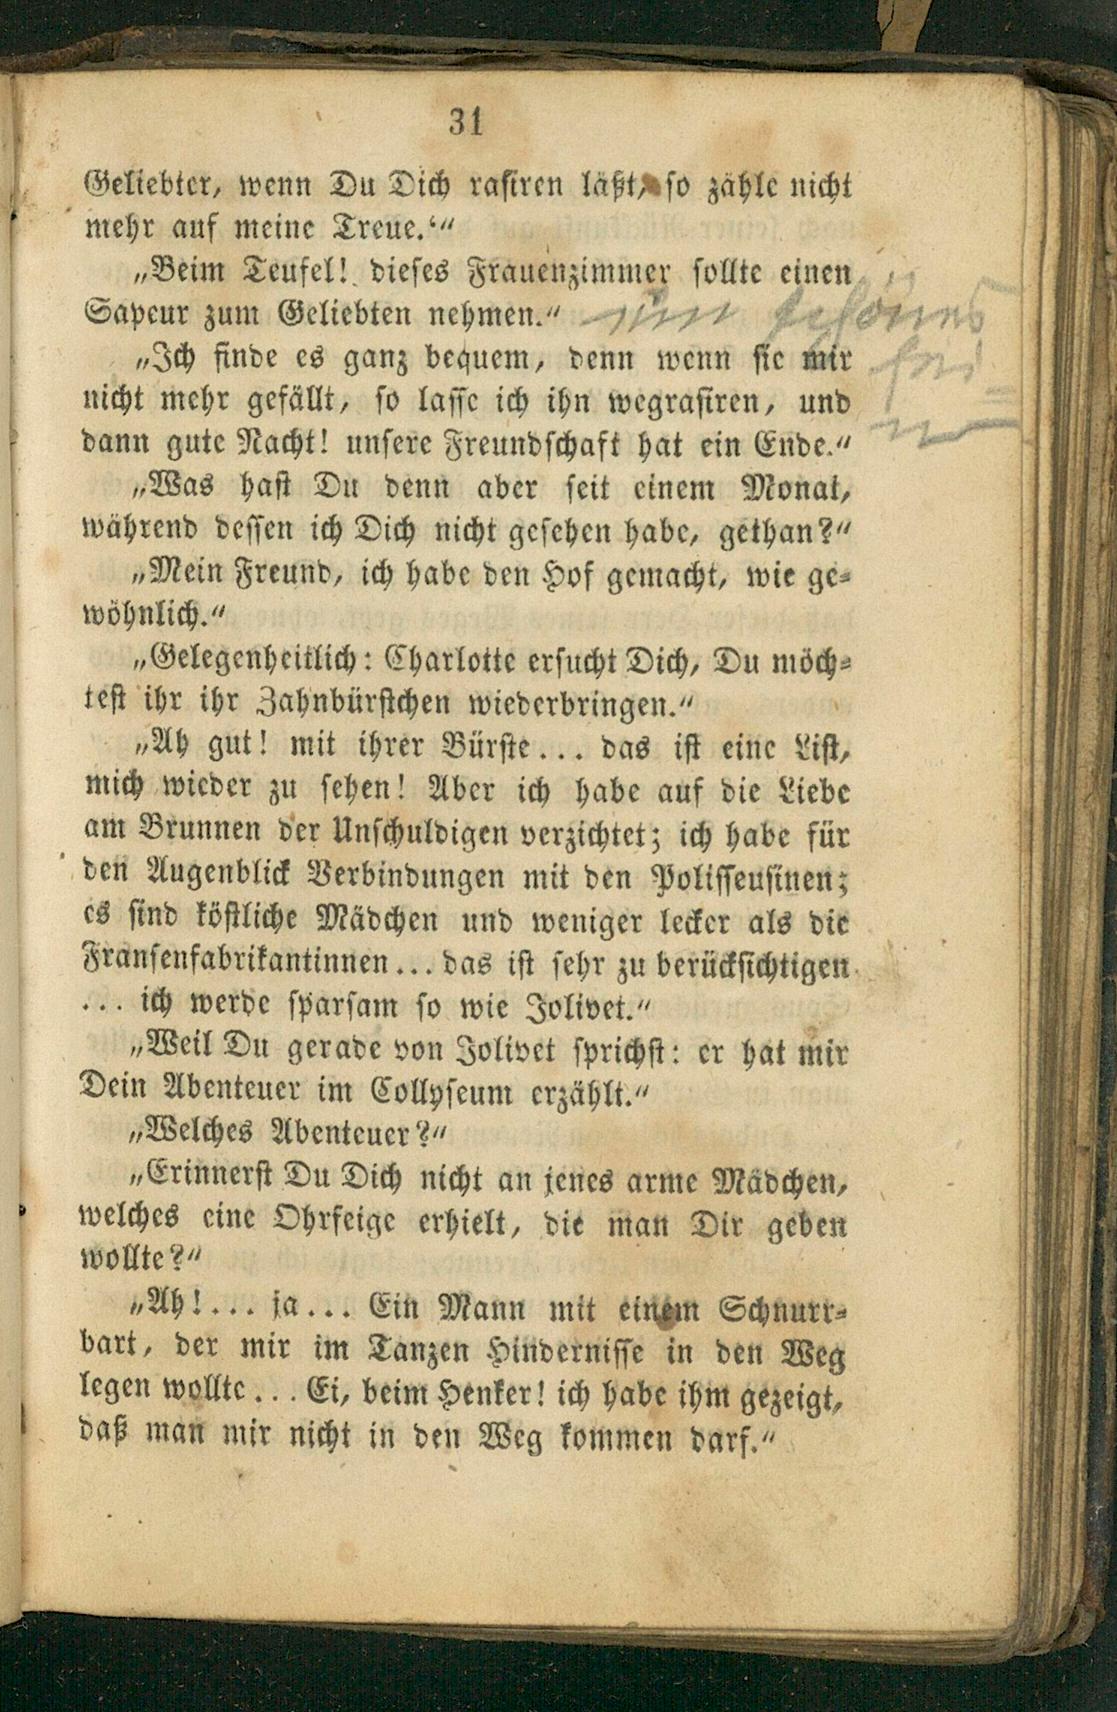 31
Geliebter, wenn Du Dich rasiren läßt, so zähle nicht
mehr auf meine Treue.‘“
„Beim Teufel! dieses Frauenzimmer sollte einen
Sapeur zum Geliebten nehmen.“
„Ich finde es ganz bequem, denn wenn sie mir
nicht mehr gefällt, so lasse ich ihn wegrasiren, und
dann gute Nacht! unsere Freundschaft hat ein Ende.“
„Was hast Du denn aber seit einem Monat,
während dessen ich Dich nicht gesehen habe, gethan?“
„Mein Freund, ich habe den Hof gemacht, wie ge-
wöhnlich.“
„Gelegenheitlich: Charlotte ersucht Dich, Du möch-
test ihr ihr Zahnbürstchen wiederbringen.“
„Ah gut! mit ihrer Bürste... das ist eine List,
mich wieder zu sehen! Aber ich habe auf die Liebe
am Brunnen der Unschuldigen verzichtet; ich habe für
den Augenblick Verbindungen mit den Polisseusinen;
es sind köstliche Mädchen und weniger lecker als die
Fransenfabrikantinnen... das ist sehr zu berücksichtigen
... ich werde sparsam so wie Jolivet.“
„Weil Du gerade von Jolivet sprichst: er hat mir
Dein Abenteuer im Collyseum erzählt.“
„Welches Abenteuer?“
„Erinnerst Du Dich nicht an jenes arme Mädchen,
welches eine Ohrfeige erhielt, die man Dir geben
wollte?“
„Ah!... ja... Ein Mann mit einem Schnurr-
bart, der mir im Tanzen Hindernisse in den Weg
legen wollte... Ei, beim Henker! ich habe ihm gezeigt,
daß man mir nicht in den Weg kommen darf.“